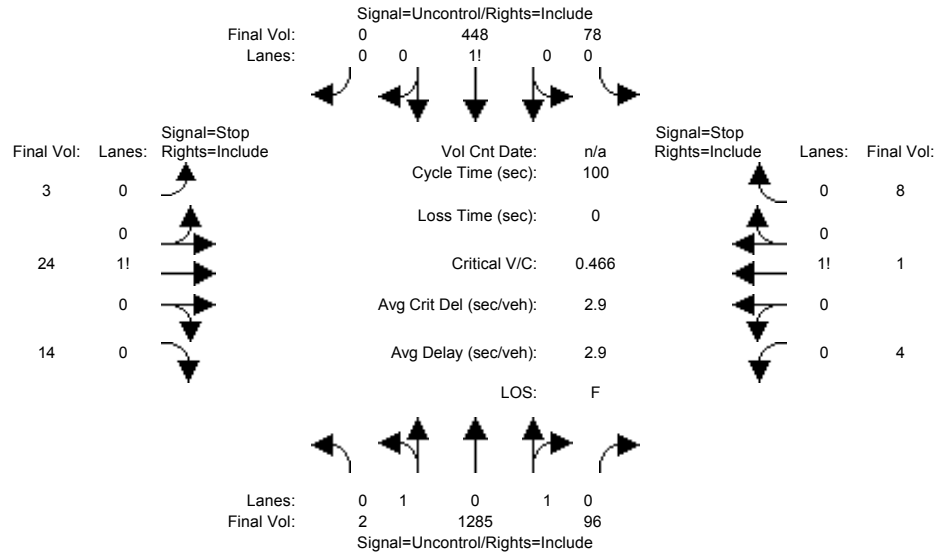 Signal=Uncontrol/Rights=Include
Final Vol: 0 448 78
Lanes: 0 0 1! 0 0
Signal=Stop
Final Vol: Lanes: Rights=Include
Vol Cnt Date: n/a
Signal=Stop
Rights=Include Lanes: Final Vol:
Cycle Time (sec): 100
3 0
0 8
Loss Time (sec): 0
0
0
24 1!
Critical V/C: 0.466
1! 1
0
Avg Crit Del (sec/veh): 2.9
0
14 0
Avg Delay (sec/veh): 2.9
0 4
LOS: F
Lanes: 0 1 0 1 0
Final Vol: 2 1285 96
Signal=Uncontrol/Rights=Include